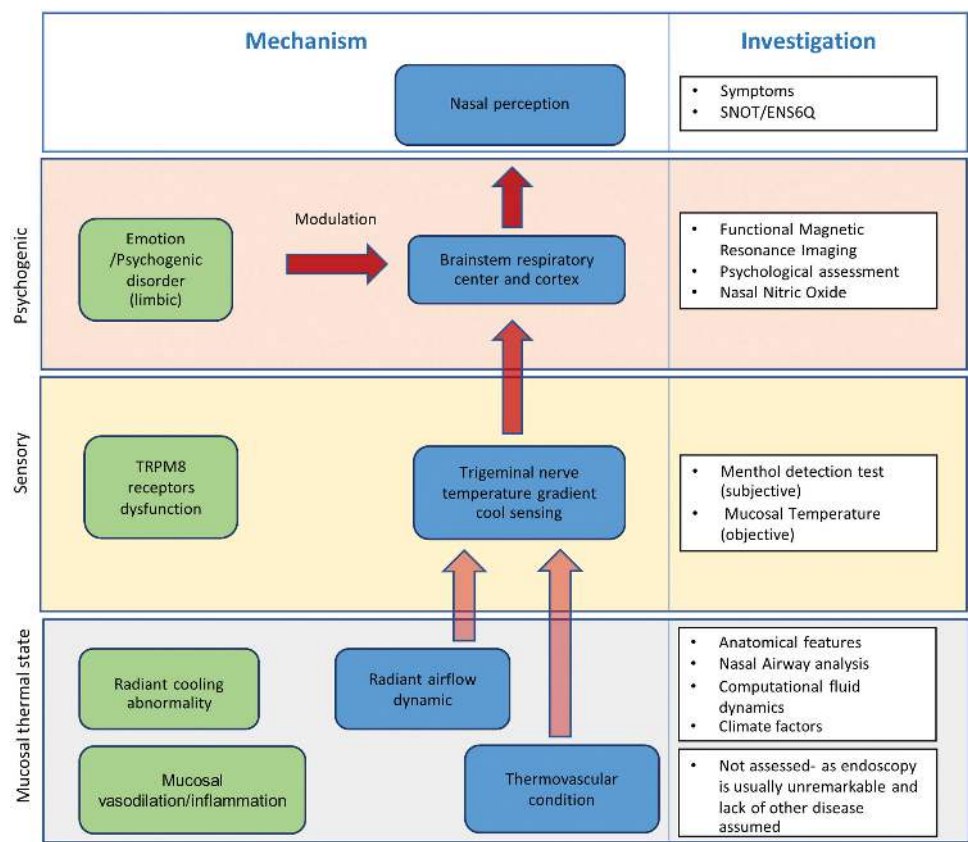 Mechanism
Investigation
Nasal perception
• Symptoms
• SNOT/ENS6Q
Psychogenic
Emotion
/Psychogenic
disorder
(limbic)
Modulation
Brainstem respiratory
center and cortex
• Functional Magnetic
Resonance Imaging
• Psychological assessment
• Nasal Nitric Oxide
Sensory
TRPM8
receptors
dysfunction
Trigeminal nerve
temperature gradient
cool sensing
• Menthol detection test
(subjective)
• Mucosal Temperature
(objective)
Mucosal thermal state
Radiant cooling
abnormality
Radiant airflow
dynamic
• Anatomical features
• Nasal Airway analysis
• Computational fluid
dynamics
• Climate factors
Mucosal
vasodilation/inflammation
Thermovascular
condition
• Not assessed- as endoscopy
is usually unremarkable and
lack of other disease
assumed